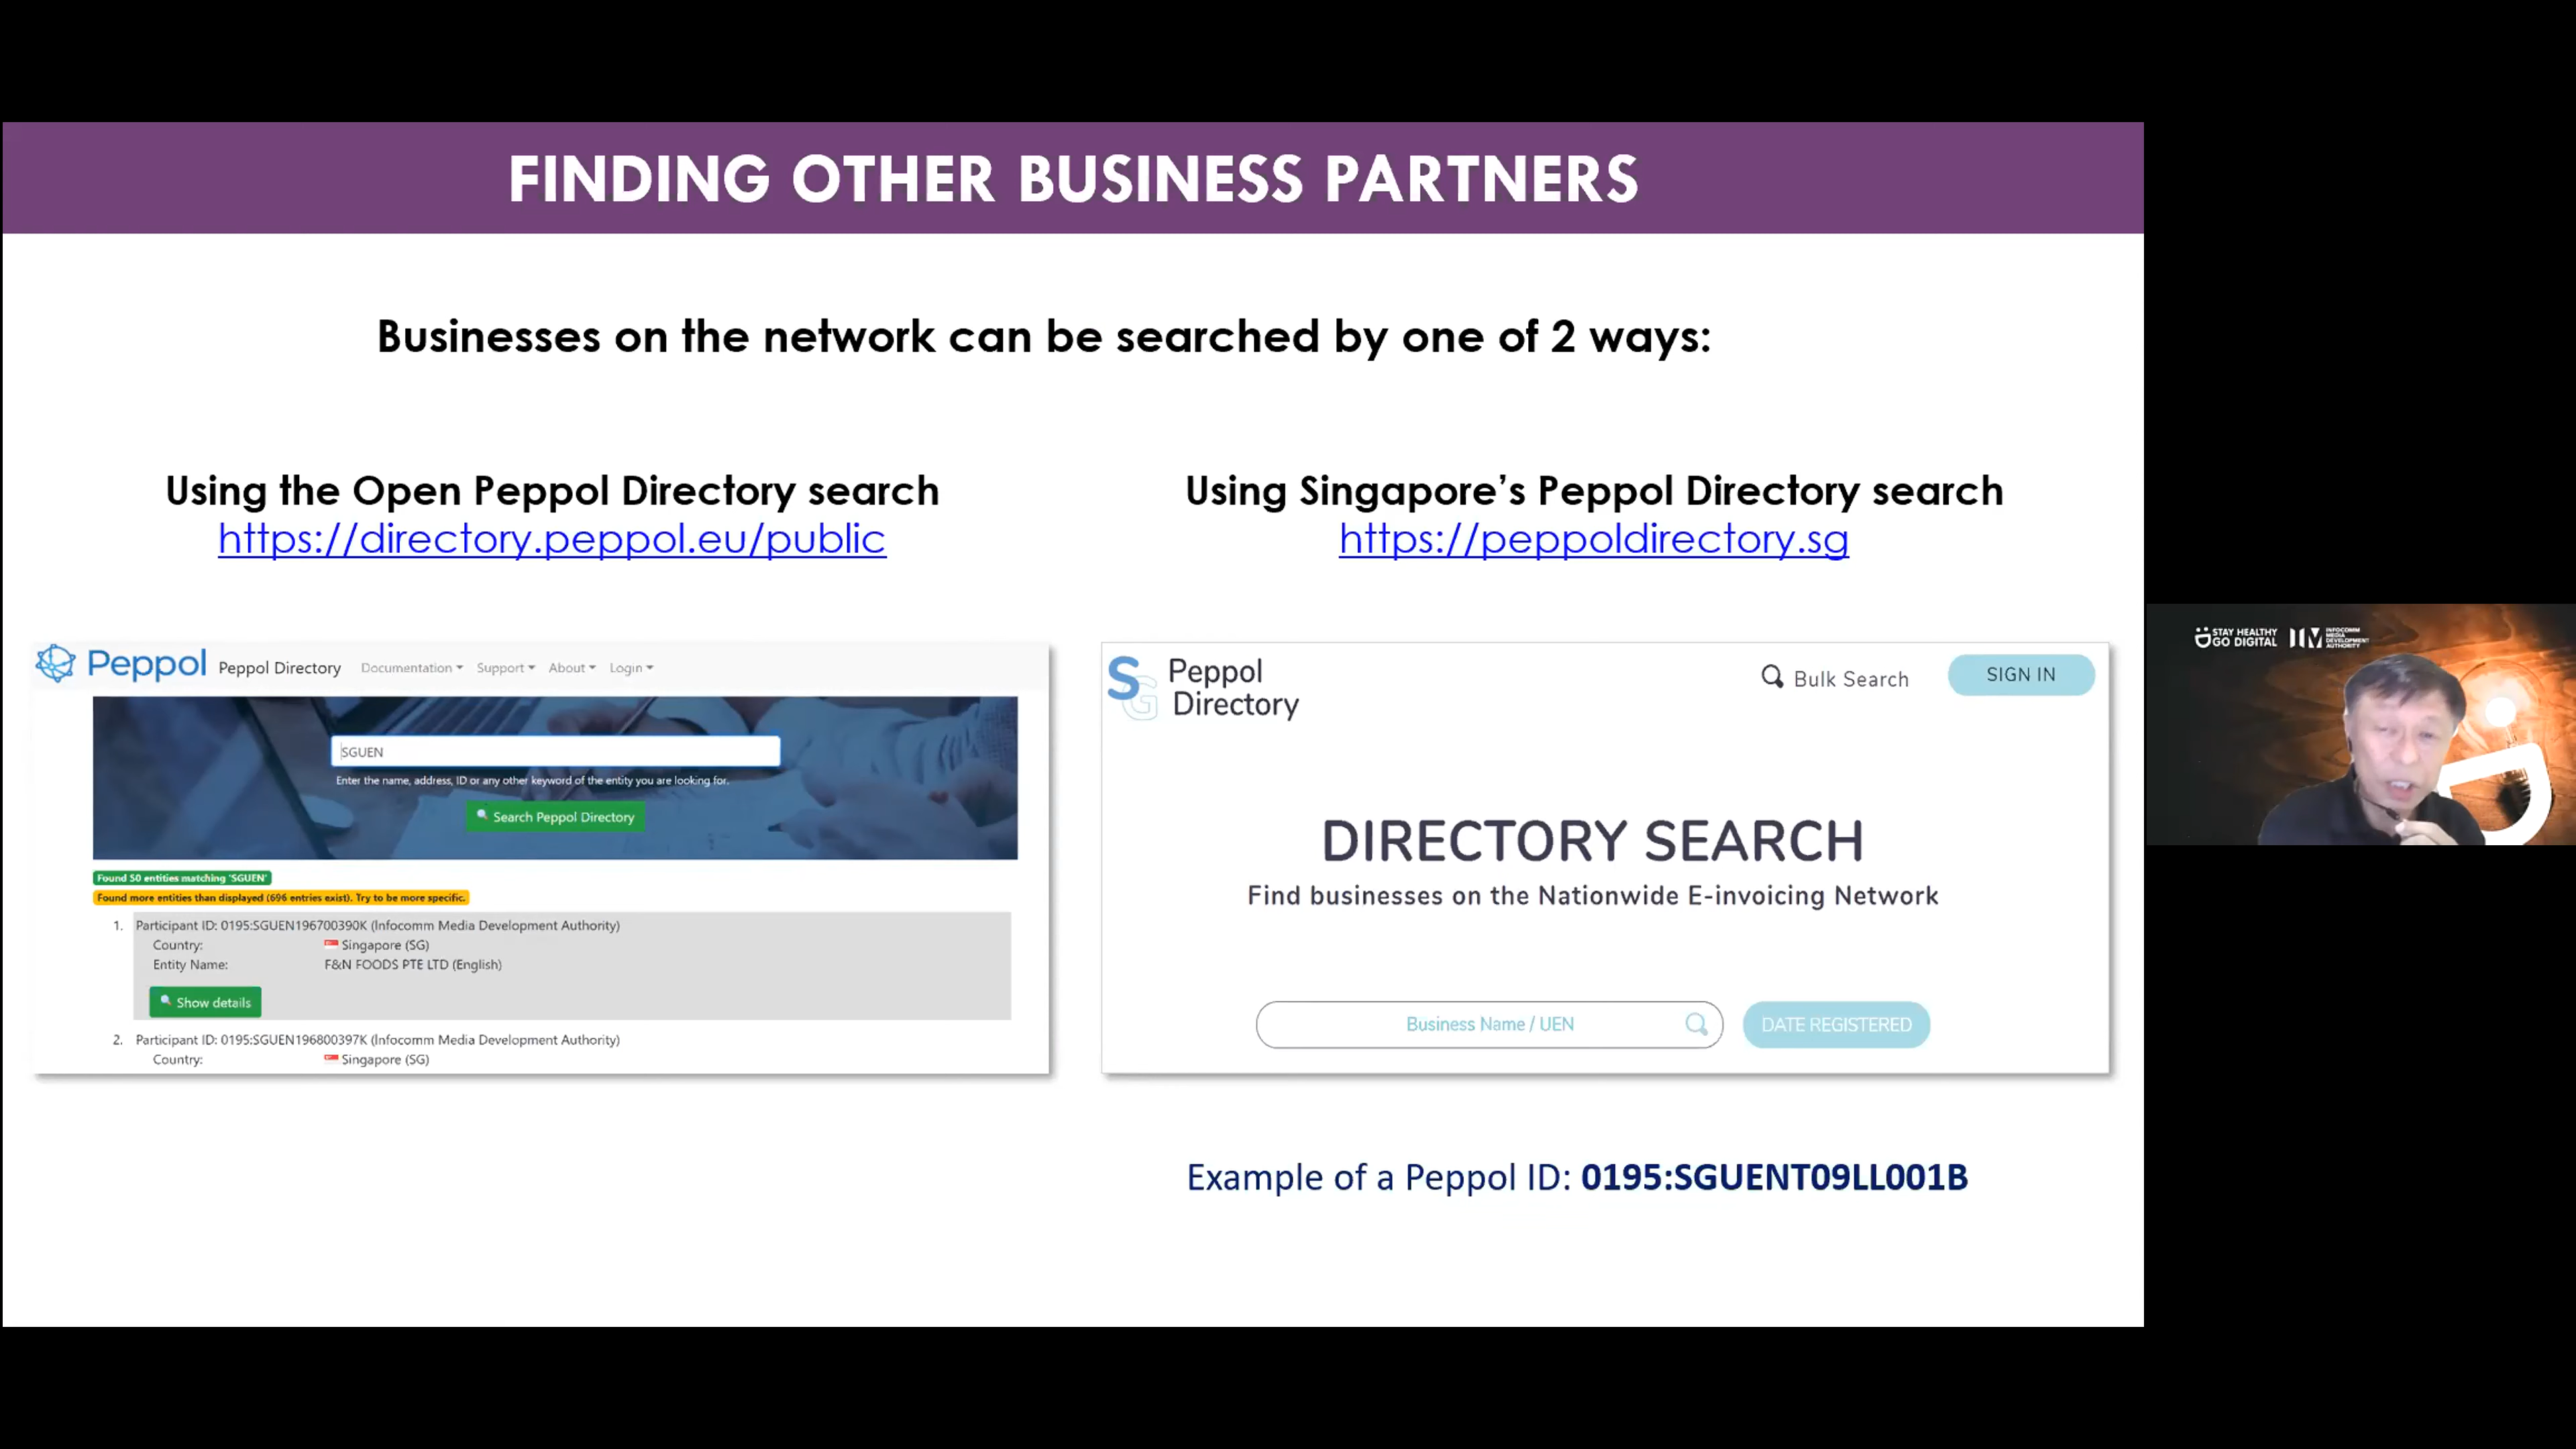 FINDING OTHER BUSINESS PARTNERS
Businesses on the network can be searched by one of 2 ways:
Using the Open Peppol Directory search
https://directory.peppol.eu/public
Peppol Peppol Directory Documentation Support About Login
SGUEN
Enter the name, address, ID or any other keyword of the entity you are looking for.
Search Peppol Directory
Found 50 entities matching 'SGUEN'
Found more entities than displayed (696 entries exist). Try to be more specific.
1. Participant ID: 0195:SGUEN196700390K (Infocomm Media Development Authority)
Country: Singapore (SG)
Entity Name: F&N FOODS PTE LTD (English)
Show details
2. Participant ID: 0195:SGUEN196800397K (Infocomm Media Development Authority)
Country: Singapore (SG)
Using Singapore's Peppol Directory search
https://peppoldirectory.sg
SG Peppol
Directory
Bulk Search
SIGN IN
DIRECTORY SEARCH
Find businesses on the Nationwide E-invoicing Network
Business Name / UEN
DATE REGISTERED
Example of a Peppol ID: 0195:SGUENT09LL001B
STAY HEALTHY
GO DIGITAL
INFOCOMM
MEDIA
DEVELOPMENT
AUTHORITY